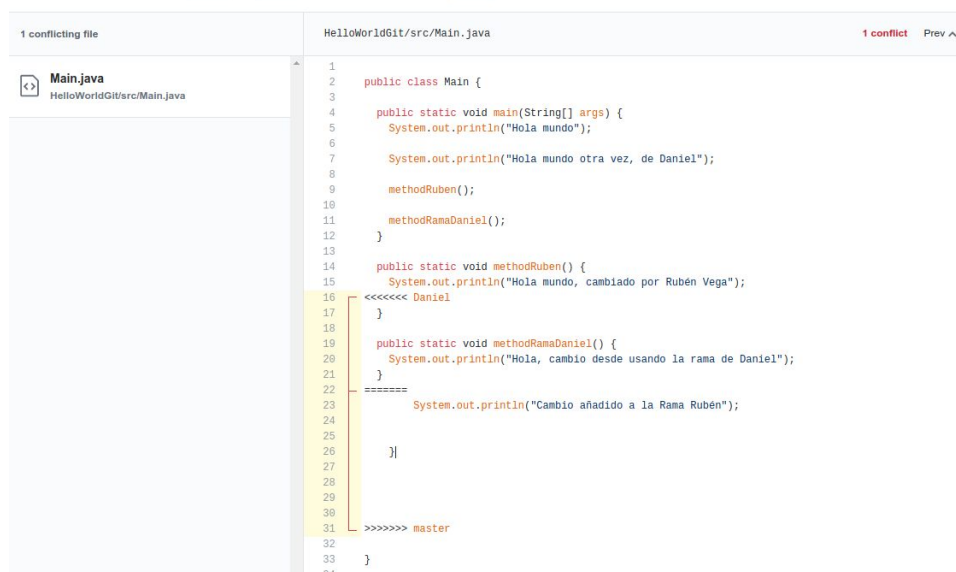 1 conflicting file
HelloWorldGit/src/Main.java
1 conflict Prev
Main.java
HelloWorldGit/src/Main.java
1
2 public class Main {
3
4 public static void main(String[] args) {
5 System.out.println("Hola mundo");
6
7 System.out.println("Hola mundo otra vez, de Daniel");
8
9 methodRuben();
10
11 methodRamaDaniel();
12 }
13
14 public static void methodRuben() {
15 System.out.println("Hola mundo, cambiado por Rubén Vega");
16 <<<<<<< Daniel
17 }
18
19 public static void methodRamaDaniel() {
20 System.out.println("Hola, cambio desde usando la rama de Daniel");
21 }
22 =======
23 System.out.println("Cambio añadido a la Rama Rubén");
24
25
26 }
27
28
29
30
31 >>>>>>> master
32
33 }